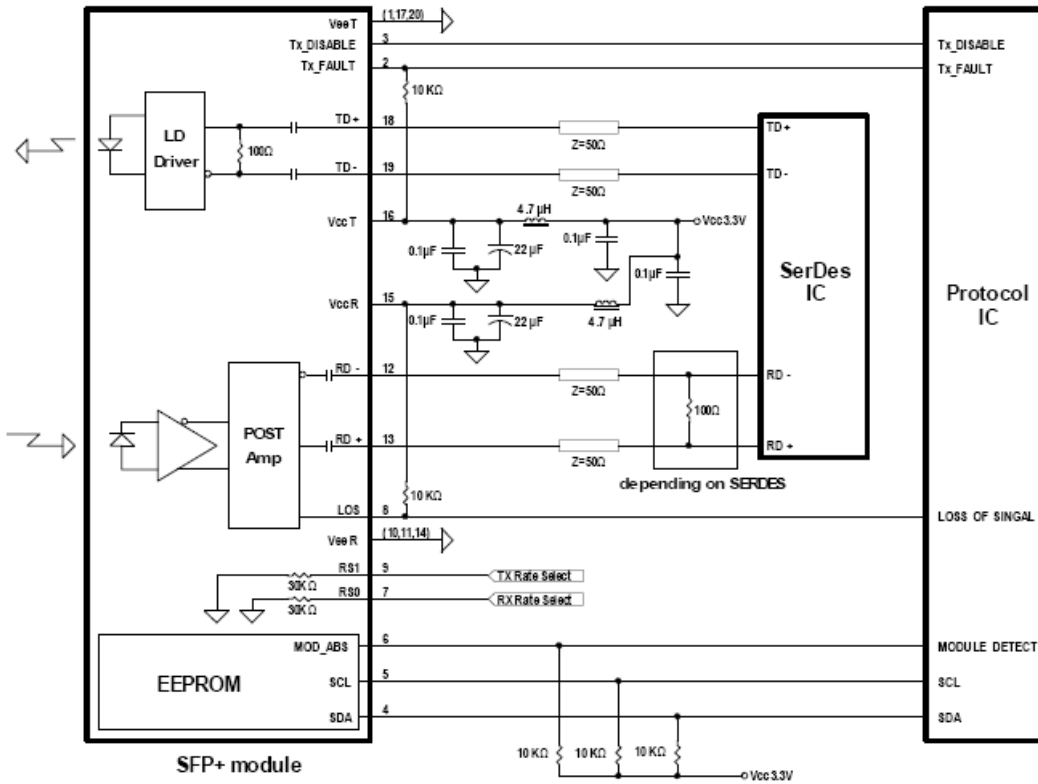 VeeT (1,17,20)
Tx_DISABLE 3 Tx_DISABLE
Tx_FAULT 2 Tx_FAULT
10 KΩ
LD Driver
100Ω
TD+ 18 Z=50Ω TD+
TD- 19 Z=50Ω TD-
VccT 16 4.7 µH Vcc3.3V
0.1µF 22 µF 0.1µF 0.1µF
SerDes IC
Protocol IC
VccR 15 4.7 µH
0.1µF 22 µF
RD - 12 Z=50Ω RD -
100Ω
POST Amp
RD + 13 Z=50Ω RD +
depending on SERDES
10 KΩ
LOS 8 LOSS OF SINGAL
VeeR (10,11,14)
RS1 9 TX Rate Select
30KΩ
RS0 7 RX Rate Select
30KΩ
MOD_ABS 6 MODULE DETECT
EEPROM
SCL 5 SCL
SDA 4 SDA
10 KΩ 10 KΩ 10 KΩ
Vcc3.3V
SFP+ module